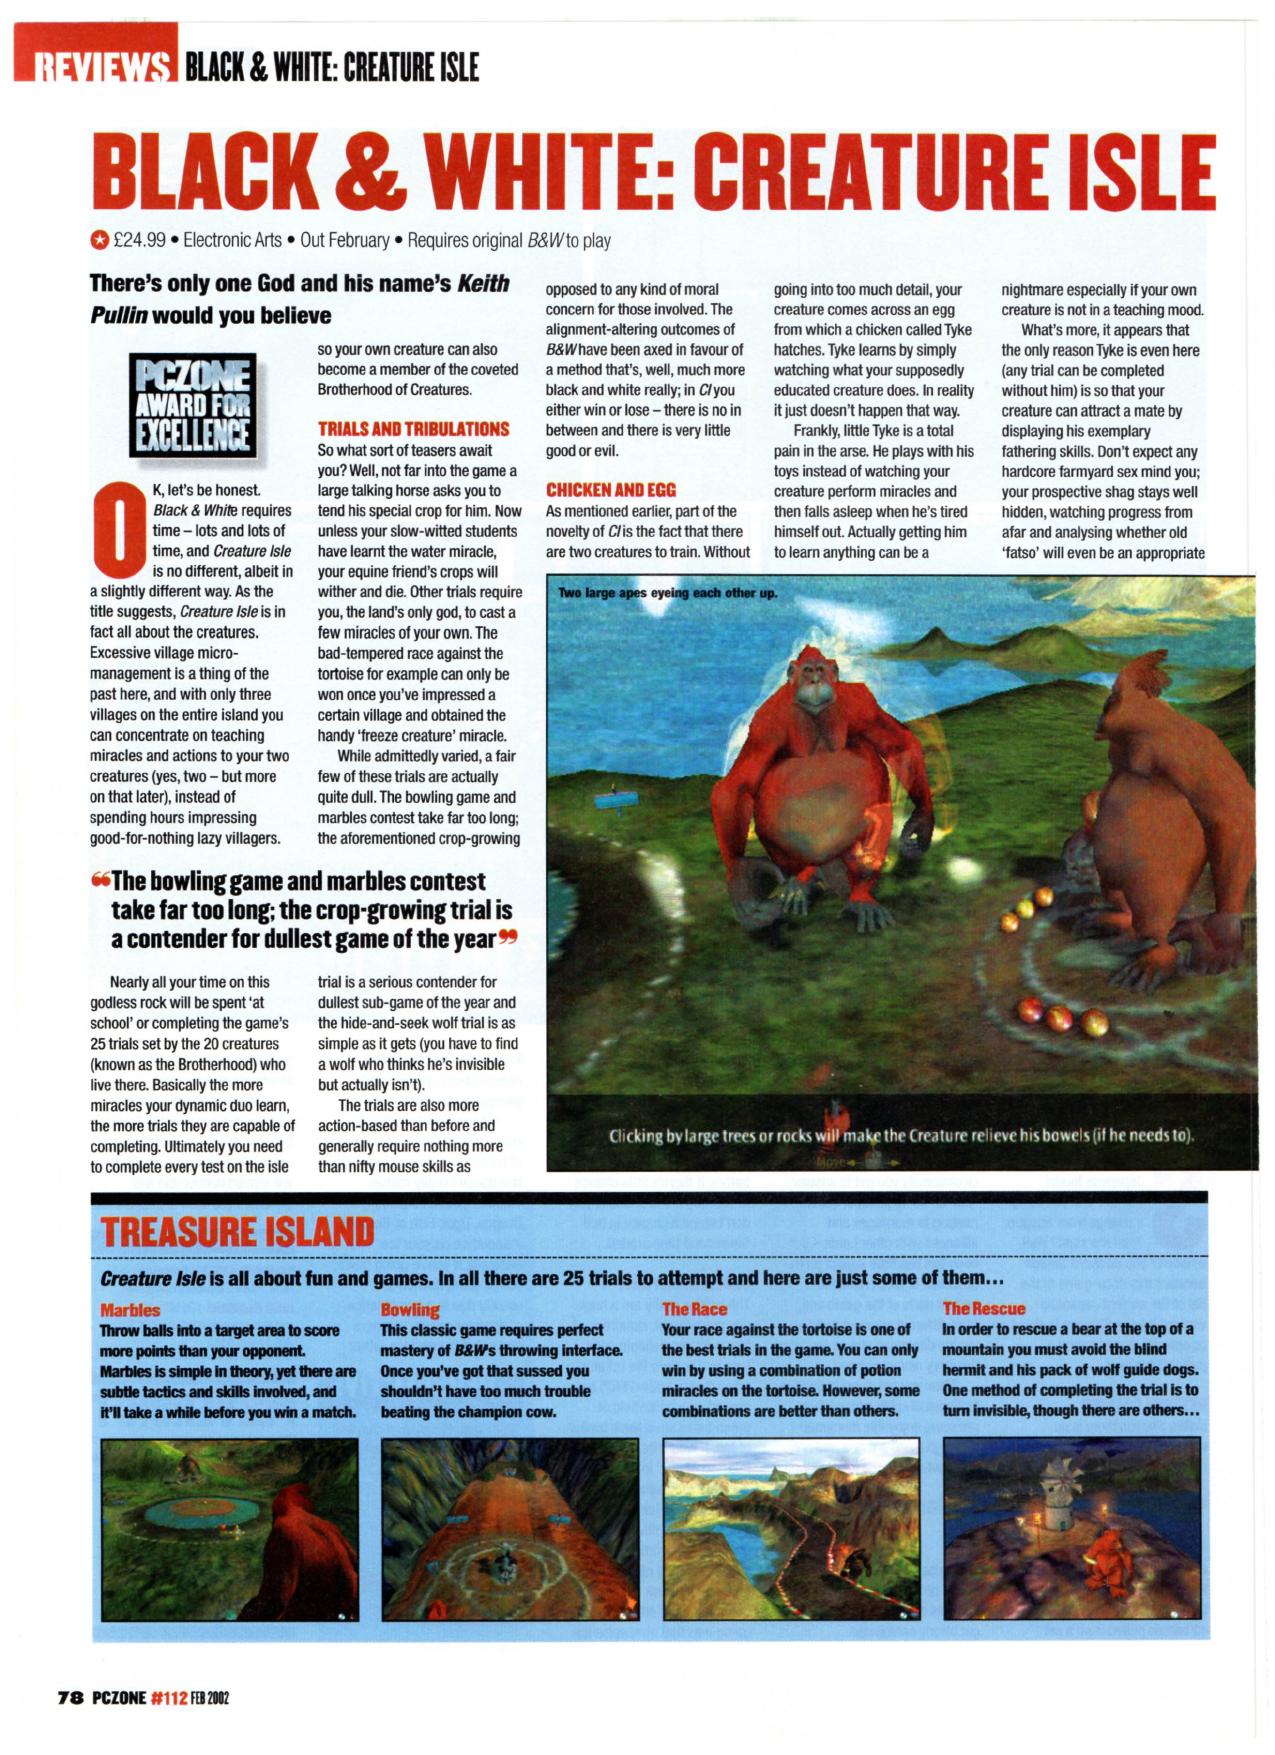 REVIEWS BLACK & WHITE: CREATURE ISLE
BLACK & WHITE: CREATURE ISLE
£24.99 • Electronic Arts • Out February • Requires original B&W to play
There's only one God and his name's Keith
Pullin would you believe
PCZONE
AWARD FOR
EXCELLENCE
OK, let's be honest.
Black & White requires
time – lots and lots of
time, and Creature Isle
is no different, albeit in
a slightly different way. As the
title suggests, Creature Isle is in
fact all about the creatures.
Excessive village micro-
management is a thing of the
past here, and with only three
villages on the entire island you
can concentrate on teaching
miracles and actions to your two
creatures (yes, two – but more
on that later), instead of
spending hours impressing
good-for-nothing lazy villagers.
“The bowling game and marbles contest
take far too long; the crop-growing trial is
a contender for dullest game of the year”
Nearly all your time on this
godless rock will be spent 'at
school' or completing the game's
25 trials set by the 20 creatures
(known as the Brotherhood) who
live there. Basically the more
miracles your dynamic duo learn,
the more trials they are capable of
completing. Ultimately you need
to complete every test on the isle
so your own creature can also
become a member of the coveted
Brotherhood of Creatures.
TRIALS AND TRIBULATIONS
So what sort of teasers await
you? Well, not far into the game a
large talking horse asks you to
tend his special crop for him. Now
unless your slow-witted students
have learnt the water miracle,
your equine friend's crops will
wither and die. Other trials require
you, the land's only god, to cast a
few miracles of your own. The
bad-tempered race against the
tortoise for example can only be
won once you've impressed a
certain village and obtained the
handy 'freeze creature' miracle.
While admittedly varied, a fair
few of these trials are actually
quite dull. The bowling game and
marbles contest take far too long;
the aforementioned crop-growing
trial is a serious contender for
dullest sub-game of the year and
the hide-and-seek wolf trial is as
simple as it gets (you have to find
a wolf who thinks he's invisible
but actually isn't).
The trials are also more
action-based than before and
generally require nothing more
than nifty mouse skills as
opposed to any kind of moral
concern for those involved. The
alignment-altering outcomes of
B&W have been axed in favour of
a method that's, well, much more
black and white really; in CI you
either win or lose – there is no in
between and there is very little
good or evil.
CHICKEN AND EGG
As mentioned earlier, part of the
novelty of CI is the fact that there
are two creatures to train. Without
going into too much detail, your
creature comes across an egg
from which a chicken called Tyke
hatches. Tyke learns by simply
watching what your supposedly
educated creature does. In reality
it just doesn't happen that way.
Frankly, little Tyke is a total
pain in the arse. He plays with his
toys instead of watching your
creature perform miracles and
then falls asleep when he's tired
himself out. Actually getting him
to learn anything can be a
nightmare especially if your own
creature is not in a teaching mood.
What's more, it appears that
the only reason Tyke is even here
(any trial can be completed
without him) is so that your
creature can attract a mate by
displaying his exemplary
fathering skills. Don't expect any
hardcore farmyard sex mind you;
your prospective shag stays well
hidden, watching progress from
afar and analysing whether old
'fatso' will even be an appropriate
Two large apes eyeing each other up.
Clicking by large trees or rocks will make the Creature relieve his bowels (if he needs to).
Move
TREASURE ISLAND
Creature Isle is all about fun and games. In all there are 25 trials to attempt and here are just some of them...
Marbles
Throw balls into a target area to score
more points than your opponent.
Marbles is simple in theory, yet there are
subtle tactics and skills involved, and
it'll take a while before you win a match.
Bowling
This classic game requires perfect
mastery of B&W's throwing interface.
Once you've got that sussed you
shouldn't have too much trouble
beating the champion cow.
The Race
Your race against the tortoise is one of
the best trials in the game. You can only
win by using a combination of potion
miracles on the tortoise. However, some
combinations are better than others.
The Rescue
In order to rescue a bear at the top of a
mountain you must avoid the blind
hermit and his pack of wolf guide dogs.
One method of completing the trial is to
turn invisible, though there are others...
78 PCZONE #112 FEB 2002